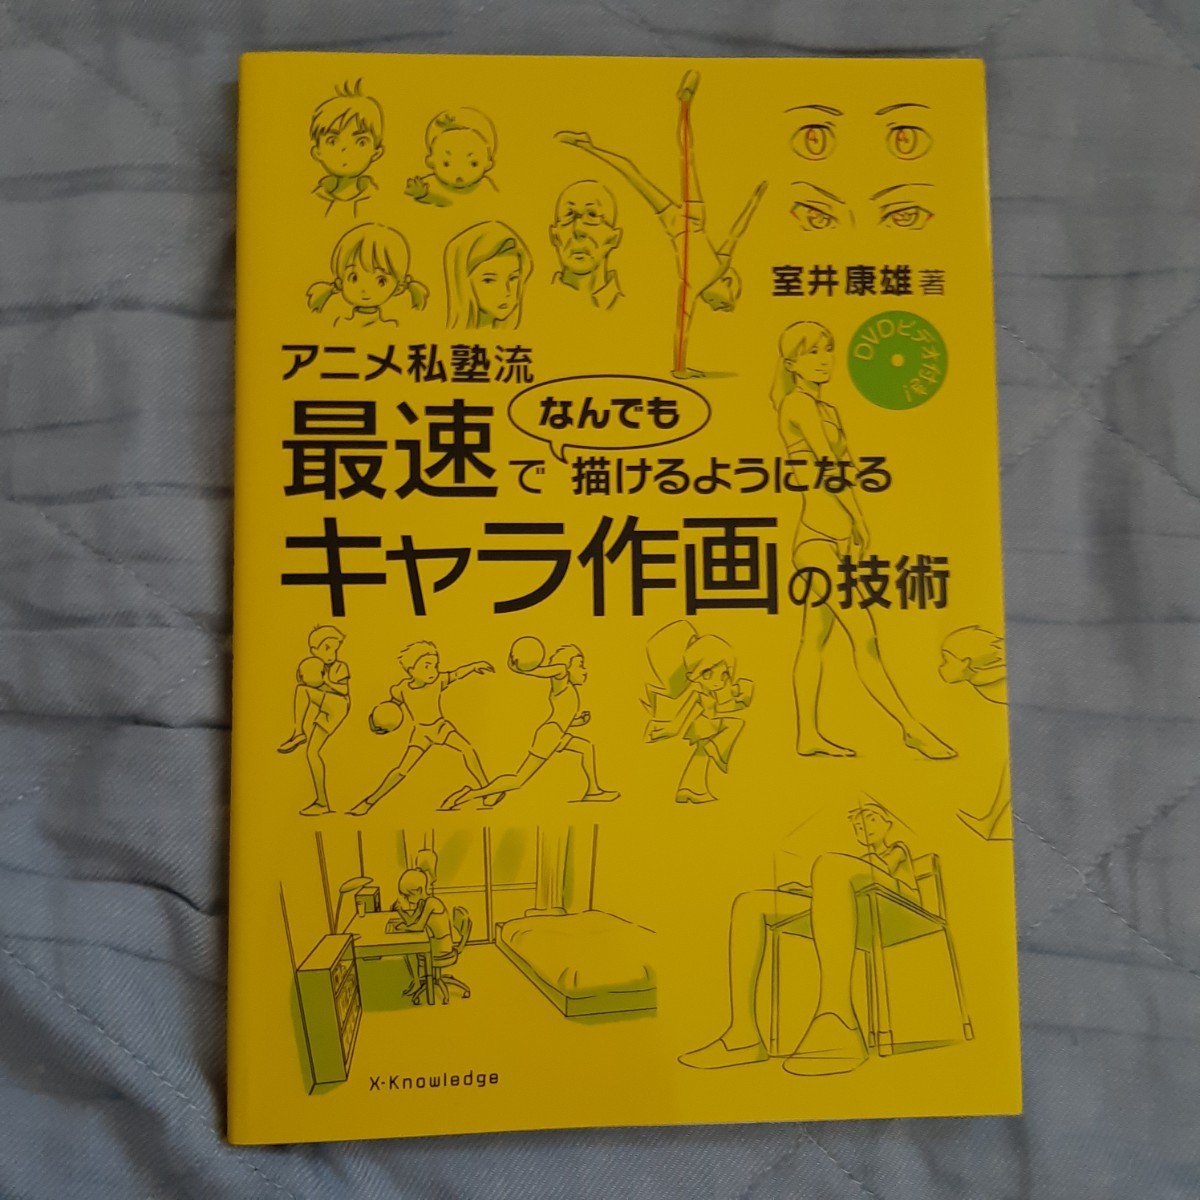 室井康雄 著
DVDビデオ付き!
アニメ私塾流
最速で なんでも 描けるようになる
キャラ作画の技術
X-Knowledge